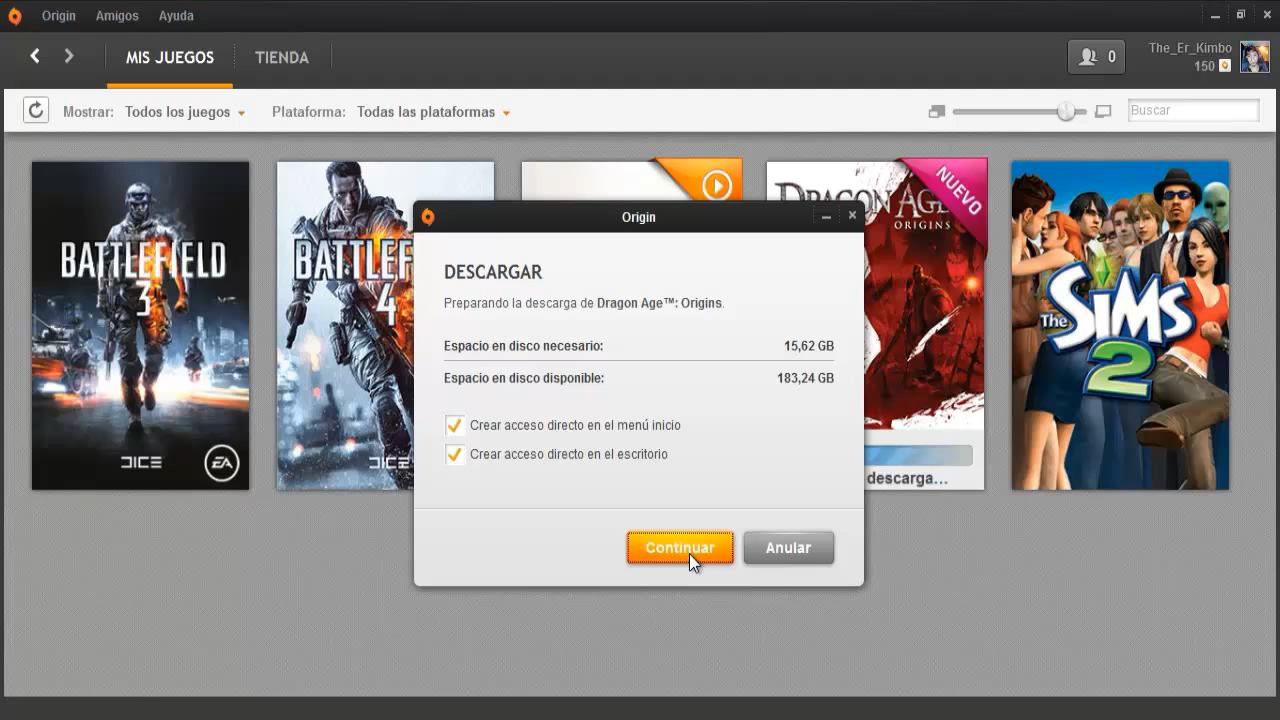 Origin Amigos Ayuda
MIS JUEGOS TIENDA
0
The_Er_Kimbo
150
Mostrar: Todos los juegos Plataforma: Todas las plataformas
Buscar
BATTLEFIELD
3
DICE
EA
BATTLEF
4
DICE
DRAGON AGE
ORIGINS
NUEVO
descarga...
The SIMS
2
Origin
DESCARGAR
Preparando la descarga de Dragon Age™: Origins.
Espacio en disco necesario: 15,62 GB
Espacio en disco disponible: 183,24 GB
Crear acceso directo en el menú inicio
Crear acceso directo en el escritorio
Continuar Anular